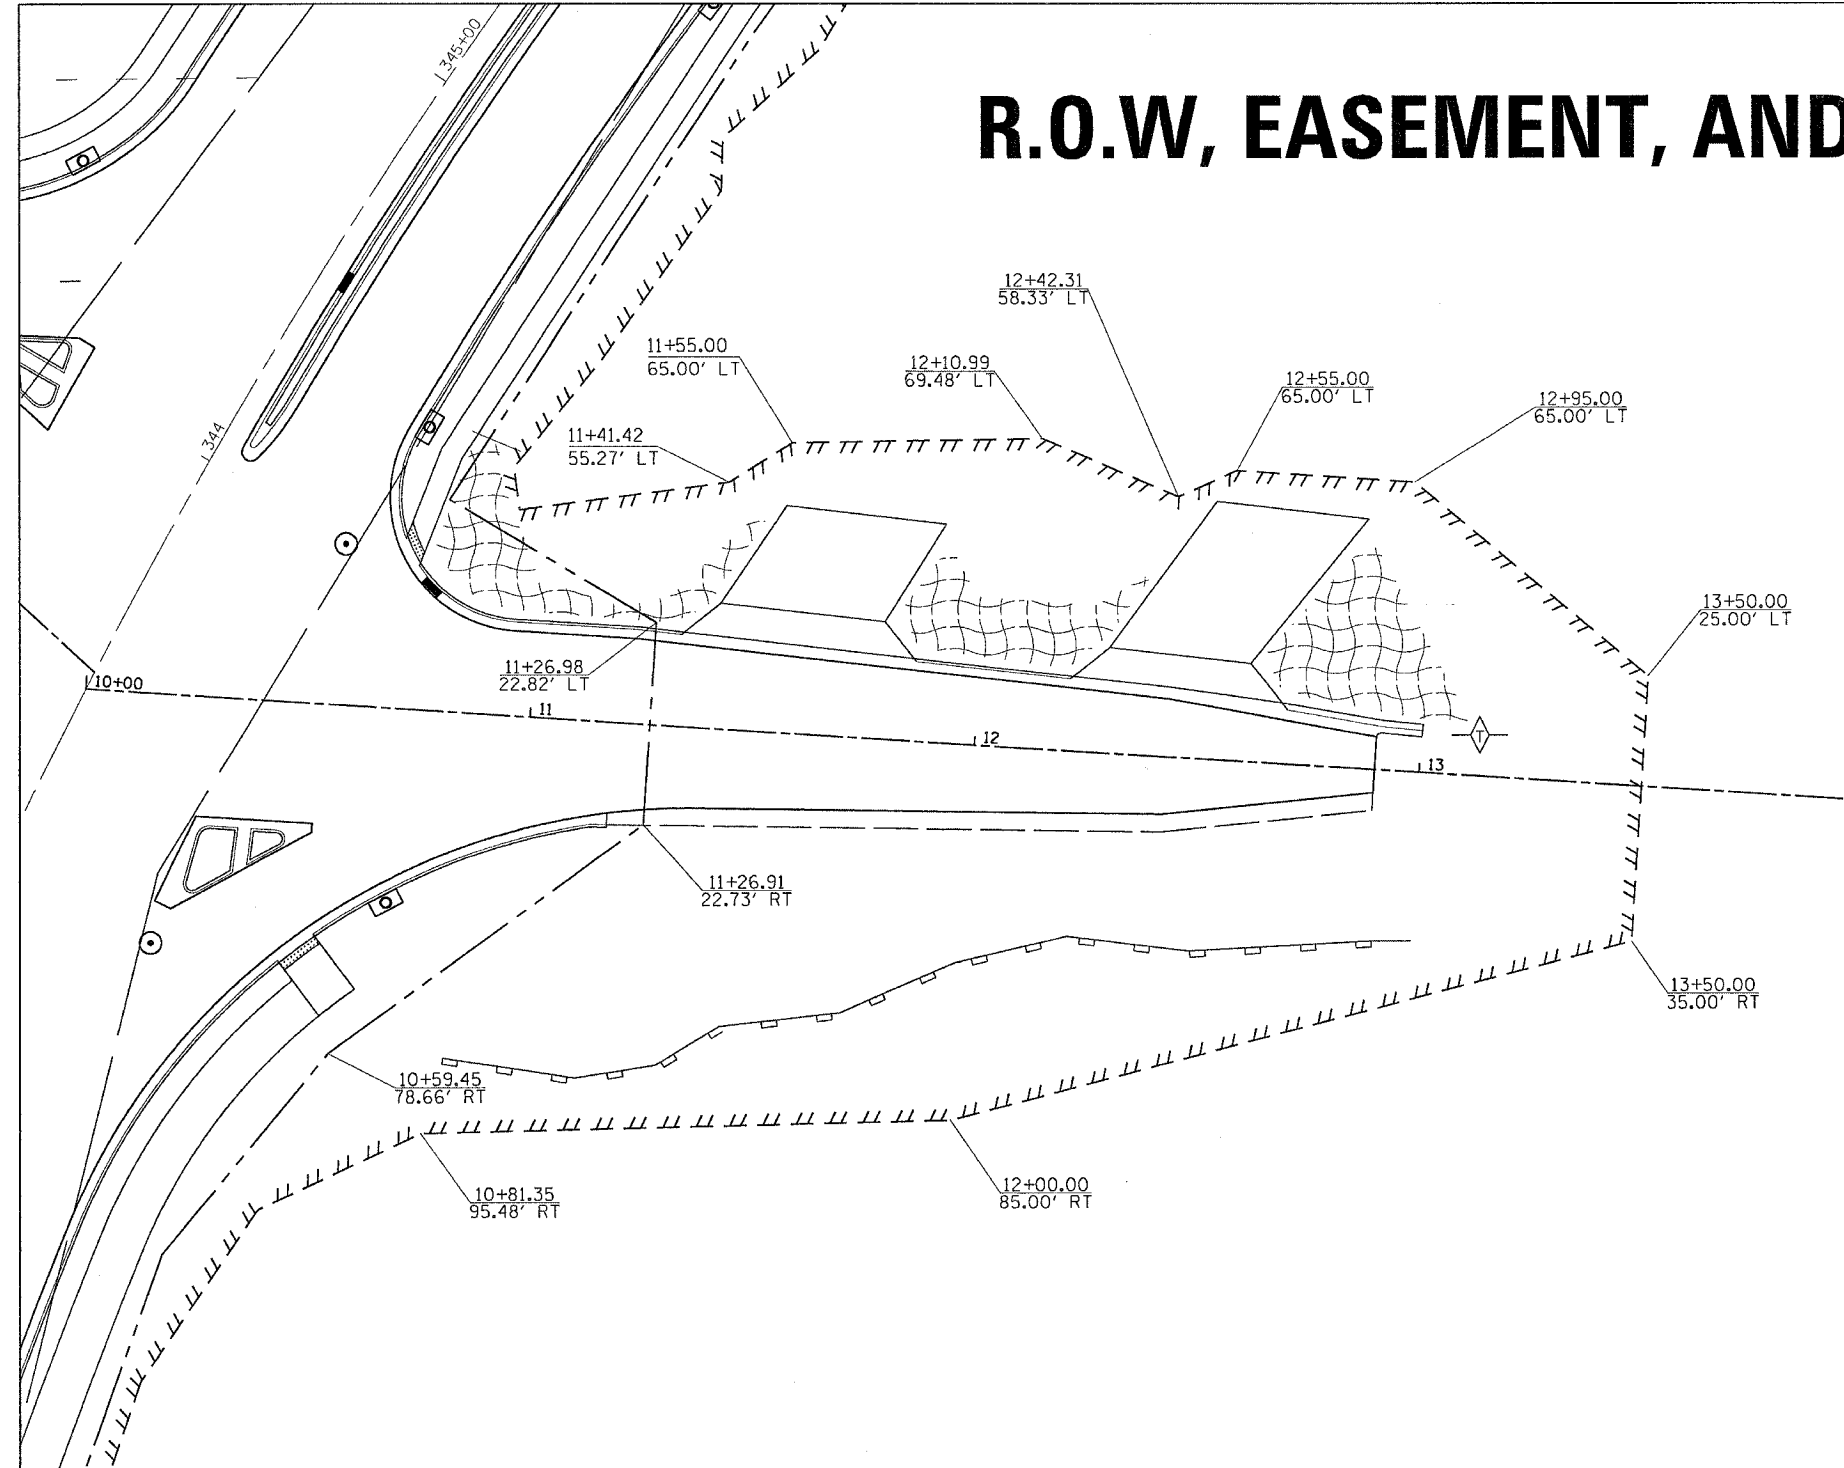 345+00
R.O.W, EASEMENT, AND
12+42.31
58.33' LT
11+55.00
65.00' LT
12+10.99
69.48' LT
12+55.00
65.00' LT
12+95.00
65.00' LT
344
11+41.42
55.27' LT
13+50.00
25.00' LT
11+26.98
22.82' LT
10+00
11
12
13
T
11+26.91
22.73' RT
13+50.00
35.00' RT
10+59.45
78.66' RT
10+81.35
95.48' RT
12+00.00
85.00' RT